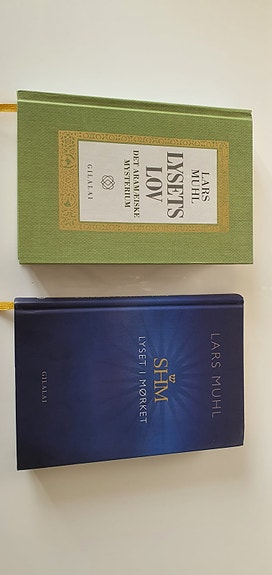 LARS
MUHL
LYSETS
LOV
DET ARAMÆISKE
MYSTERIUM
GILALAI
LARS MUHL
SHM
LYSET I MØRKET
GILALAI